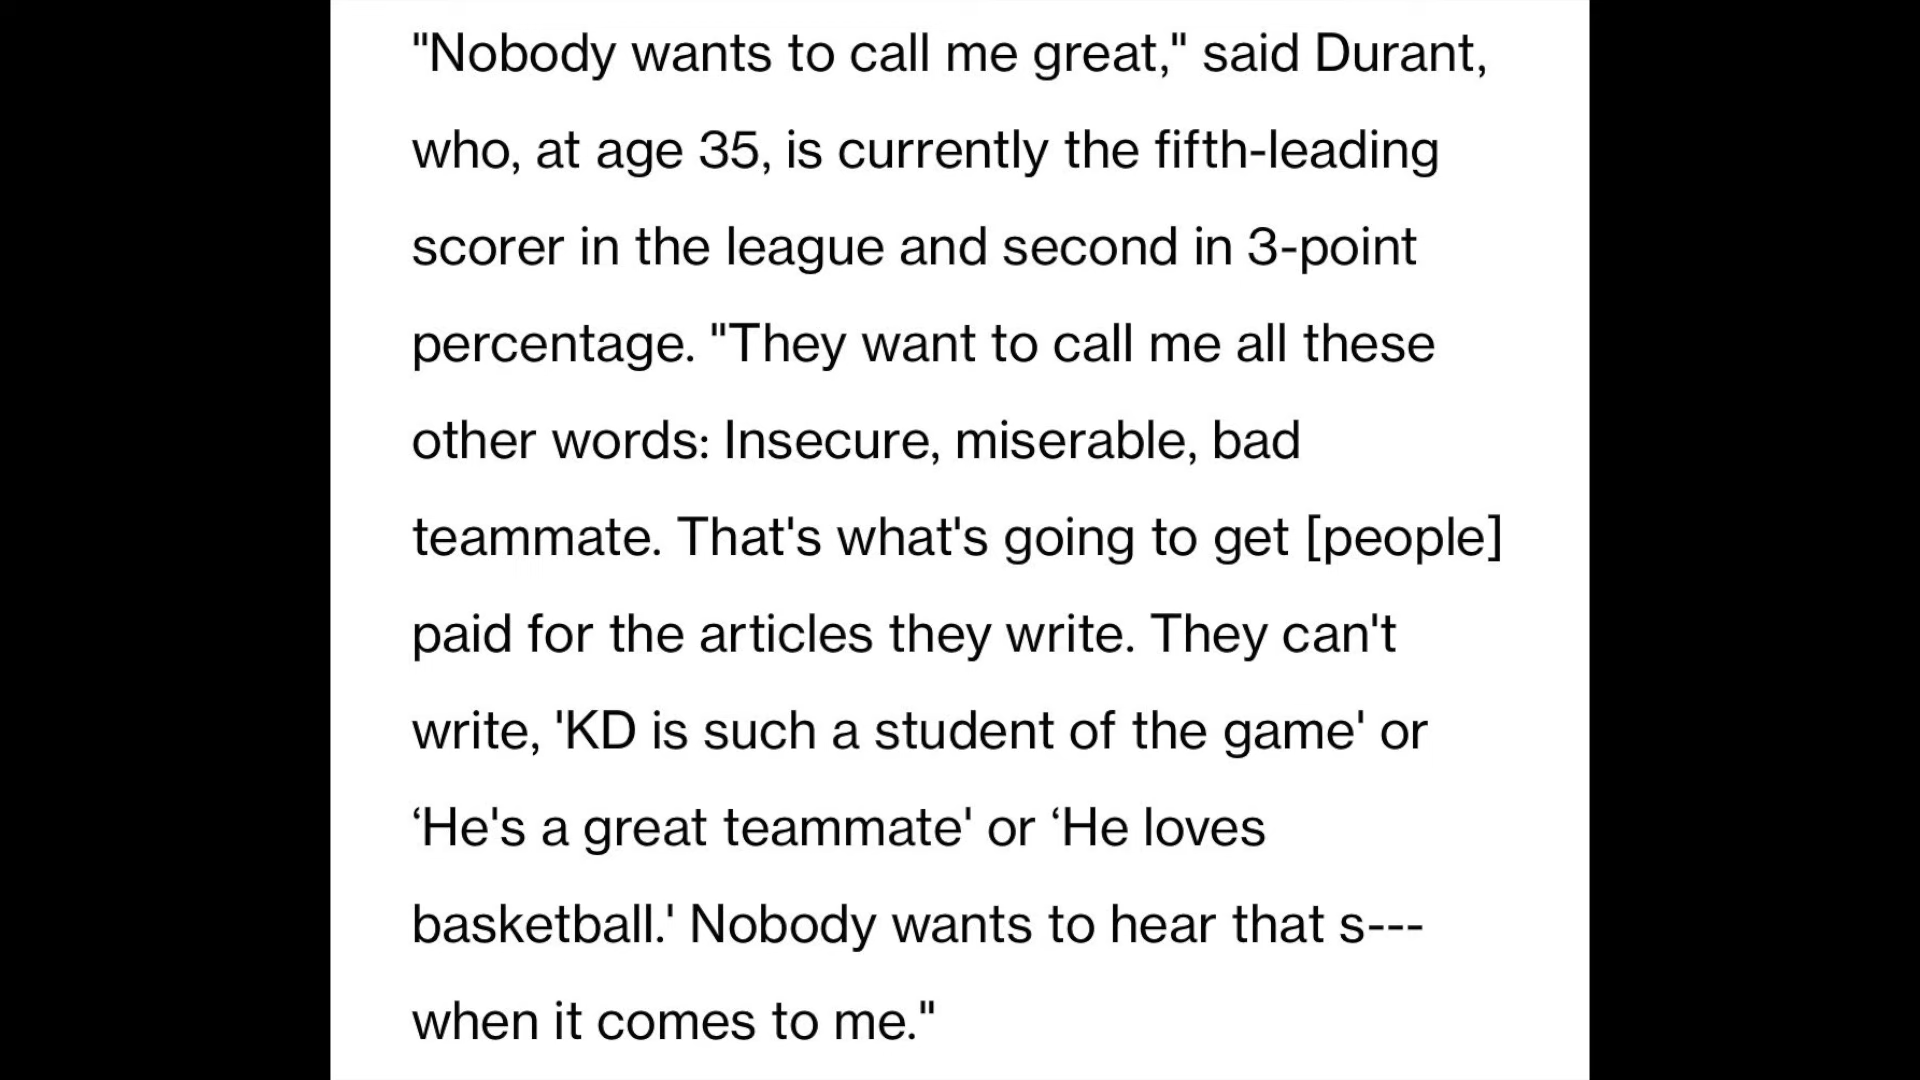 "Nobody wants to call me great," said Durant,
who, at age 35, is currently the fifth-leading
scorer in the league and second in 3-point
percentage. "They want to call me all these
other words: Insecure, miserable, bad
teammate. That's what's going to get [people]
paid for the articles they write. They can't
write, 'KD is such a student of the game' or
‘He's a great teammate' or ‘He loves
basketball.' Nobody wants to hear that s---
when it comes to me."